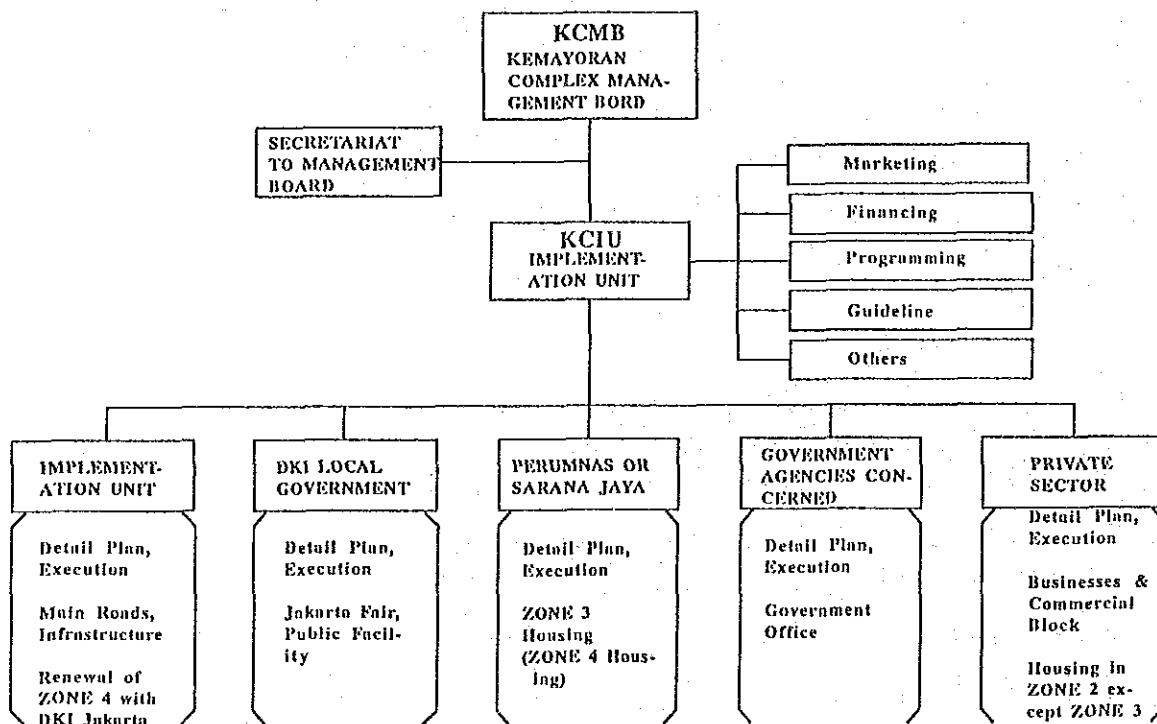 KCMB
KEMAYORAN
COMPLEX MANA-
GEMENT BORD
SECRETARIAT
TO MANAGEMENT
BOARD
KCIU
IMPLEMENT-
ATION UNIT
Marketing
Financing
Programming
Guideline
Others
IMPLEMENT-
ATION UNIT
Detail Plan,
Execution
Main Roads,
Infrastructure
Renewal of
ZONE 4 with
DKI Jakarta
DKI LOCAL
GOVERNMENT
Detail Plan,
Execution
Jakarta Fair,
Public Facil-
ity
PERUMNAS OR
SARANA JAYA
Detail Plan,
Execution
ZONE 3
Housing
(ZONE 4 Hous-
ing)
GOVERNMENT
AGENCIES CON-
CERNED
Detail Plan,
Execution
Government
Office
PRIVATE
SECTOR
Detail Plan,
Execution
Businesses &
Commercial
Block
Housing in
ZONE 2 ex-
cept ZONE 3